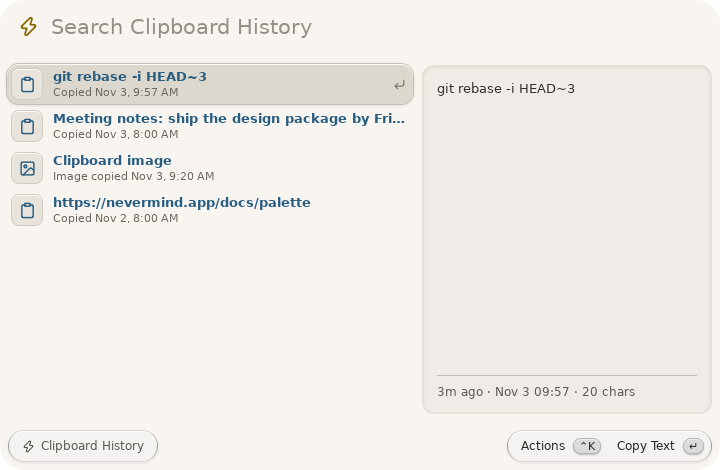 Search Clipboard History
git rebase -i HEAD~3
Copied Nov 3, 9:57 AM
Meeting notes: ship the design package by Fri...
Copied Nov 3, 8:00 AM
Clipboard image
Image copied Nov 3, 9:20 AM
https://nevermind.app/docs/palette
Copied Nov 2, 8:00 AM
git rebase -i HEAD~3
3m ago · Nov 3 09:57 · 20 chars
Clipboard History
Actions ^K Copy Text ↵